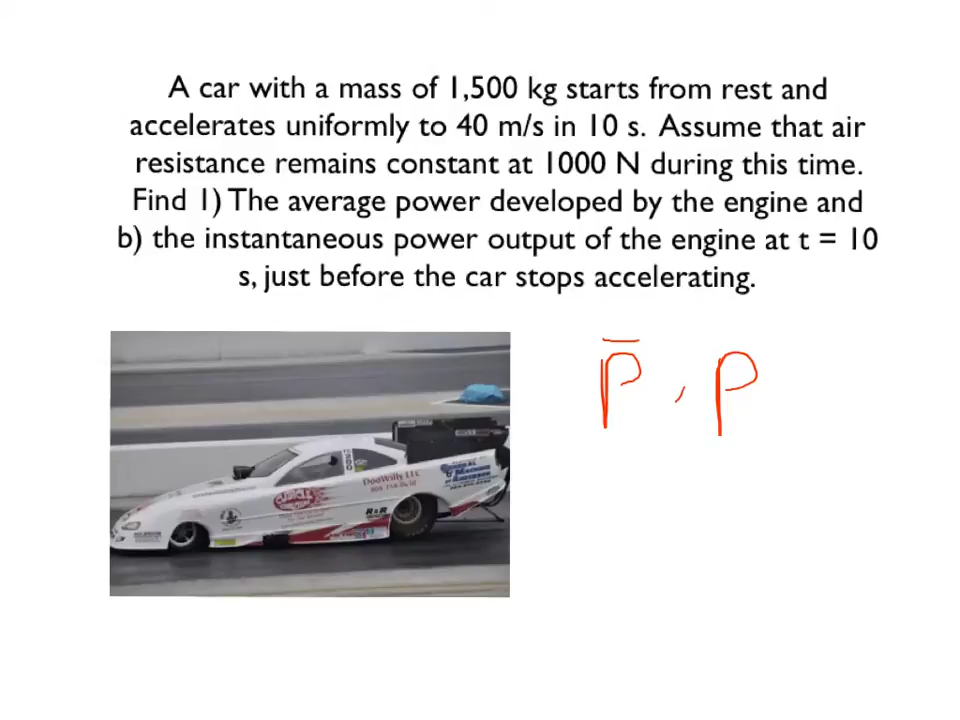 A car with a mass of 1,500 kg starts from rest and
accelerates uniformly to 40 m/s in 10 s. Assume that air
resistance remains constant at 1000 N during this time.
Find 1) The average power developed by the engine and
b) the instantaneous power output of the engine at t = 10
s, just before the car stops accelerating.
P̅ , P
DooWilly LLC
R&R